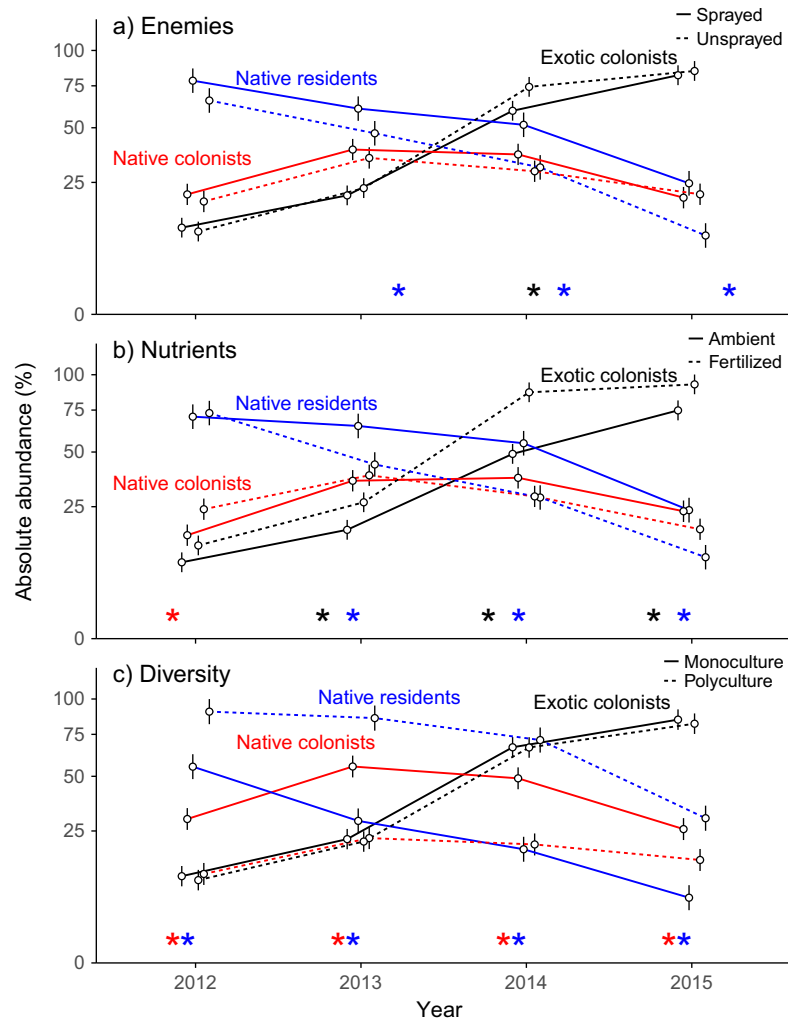 a) Enemies
Sprayed
Unsprayed
Exotic colonists
Native residents
Native colonists
100
75
50
25
0
* * * *
b) Nutrients
Ambient
Fertilized
Exotic colonists
Native residents
Native colonists
100
75
50
25
0
* * * * * * *
Absolute abundance (%)
c) Diversity
Monoculture
Polyculture
Native residents
Exotic colonists
Native colonists
100
75
50
25
0
** ** ** **
2012 2013 2014 2015
Year